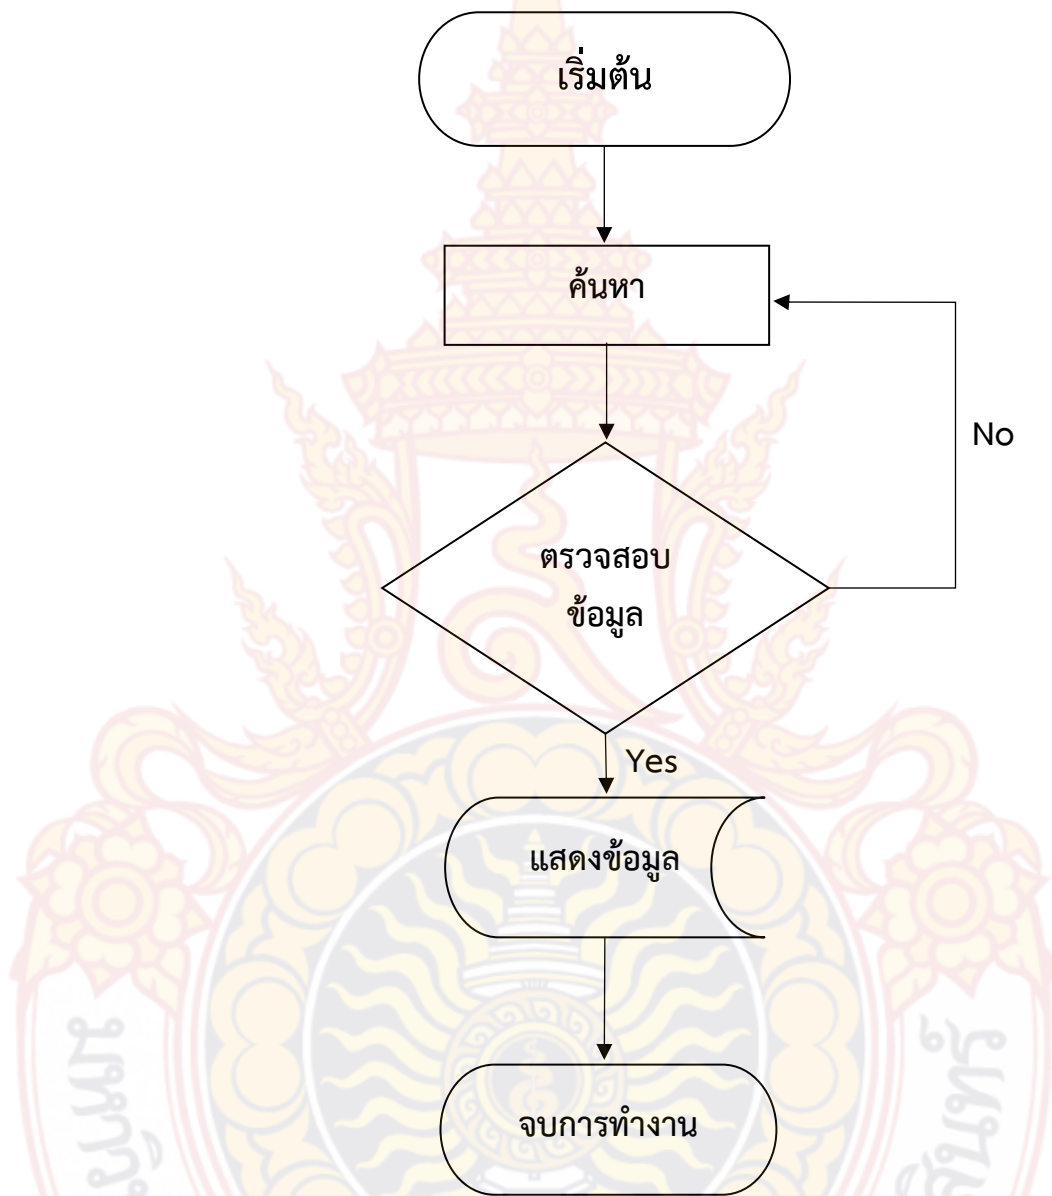 เริ่มต้น
ค้นหา
No
ตรวจสอบ
ข้อมูล
Yes
แสดงข้อมูล
จบการทำงาน